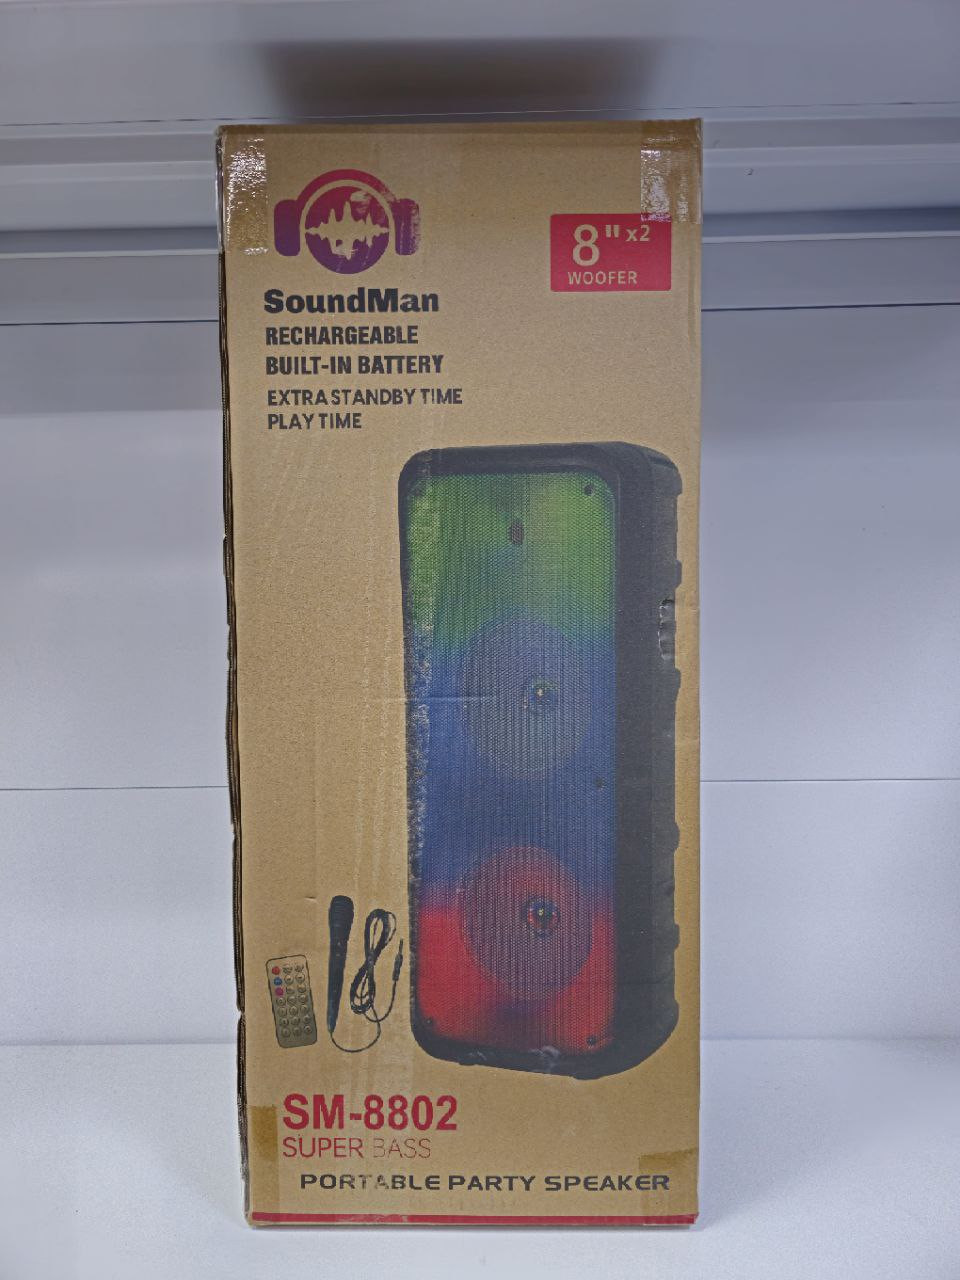 8" x2
WOOFER
SoundMan
RECHARGEABLE
BUILT-IN BATTERY
EXTRA STANDBY TIME
PLAY TIME
SM-8802
SUPER BASS
PORTABLE PARTY SPEAKER